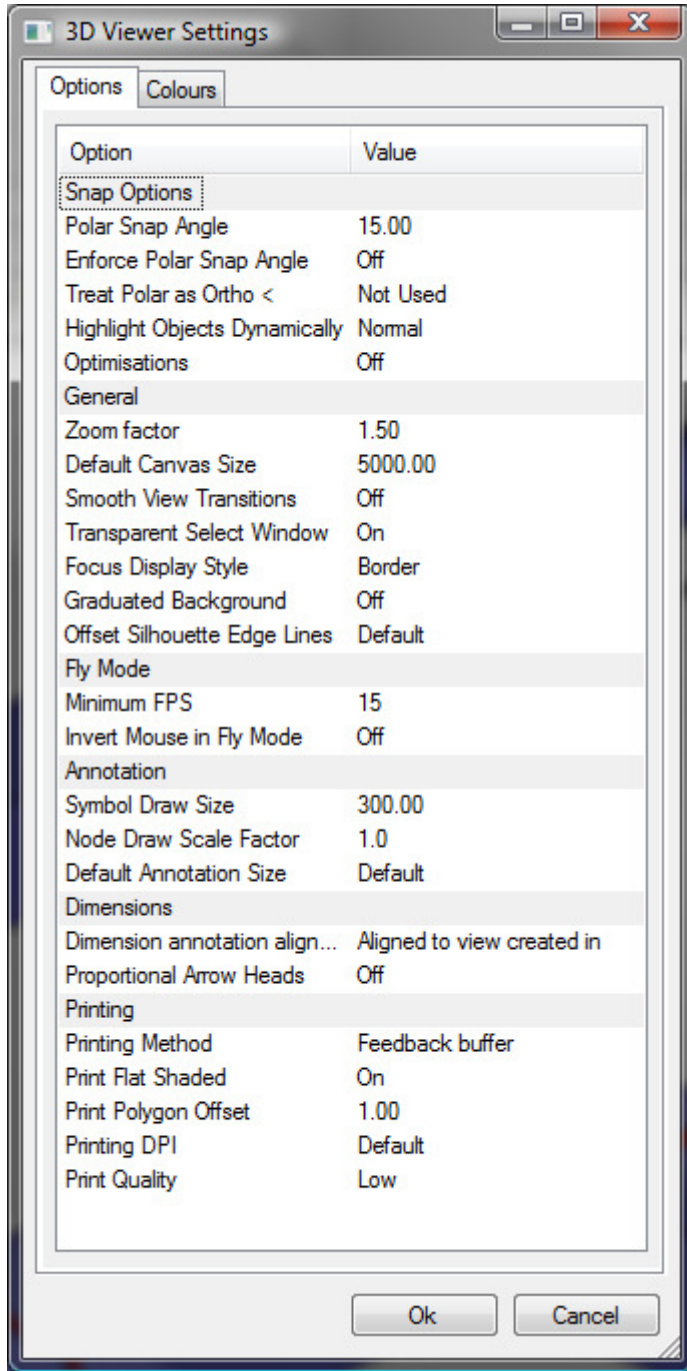 3D Viewer Settings
Options Colours
Option Value
Snap Options
Polar Snap Angle 15.00
Enforce Polar Snap Angle Off
Treat Polar as Ortho < Not Used
Highlight Objects Dynamically Normal
Optimisations Off
General
Zoom factor 1.50
Default Canvas Size 5000.00
Smooth View Transitions Off
Transparent Select Window On
Focus Display Style Border
Graduated Background Off
Offset Silhouette Edge Lines Default
Fly Mode
Minimum FPS 15
Invert Mouse in Fly Mode Off
Annotation
Symbol Draw Size 300.00
Node Draw Scale Factor 1.0
Default Annotation Size Default
Dimensions
Dimension annotation align... Aligned to view created in
Proportional Arrow Heads Off
Printing
Printing Method Feedback buffer
Print Flat Shaded On
Print Polygon Offset 1.00
Printing DPI Default
Print Quality Low
Ok Cancel